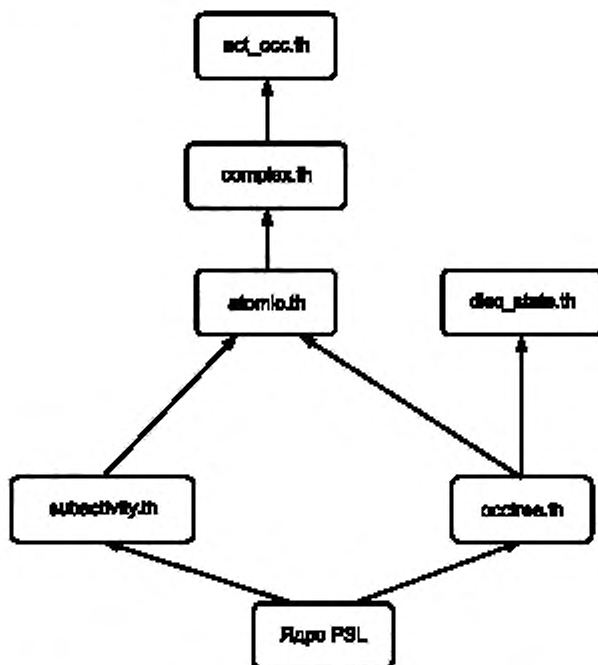 act_occ.th
complex.th
atomic.th
disc_state.th
subactivity.th
occtree.th
Ядро PSL